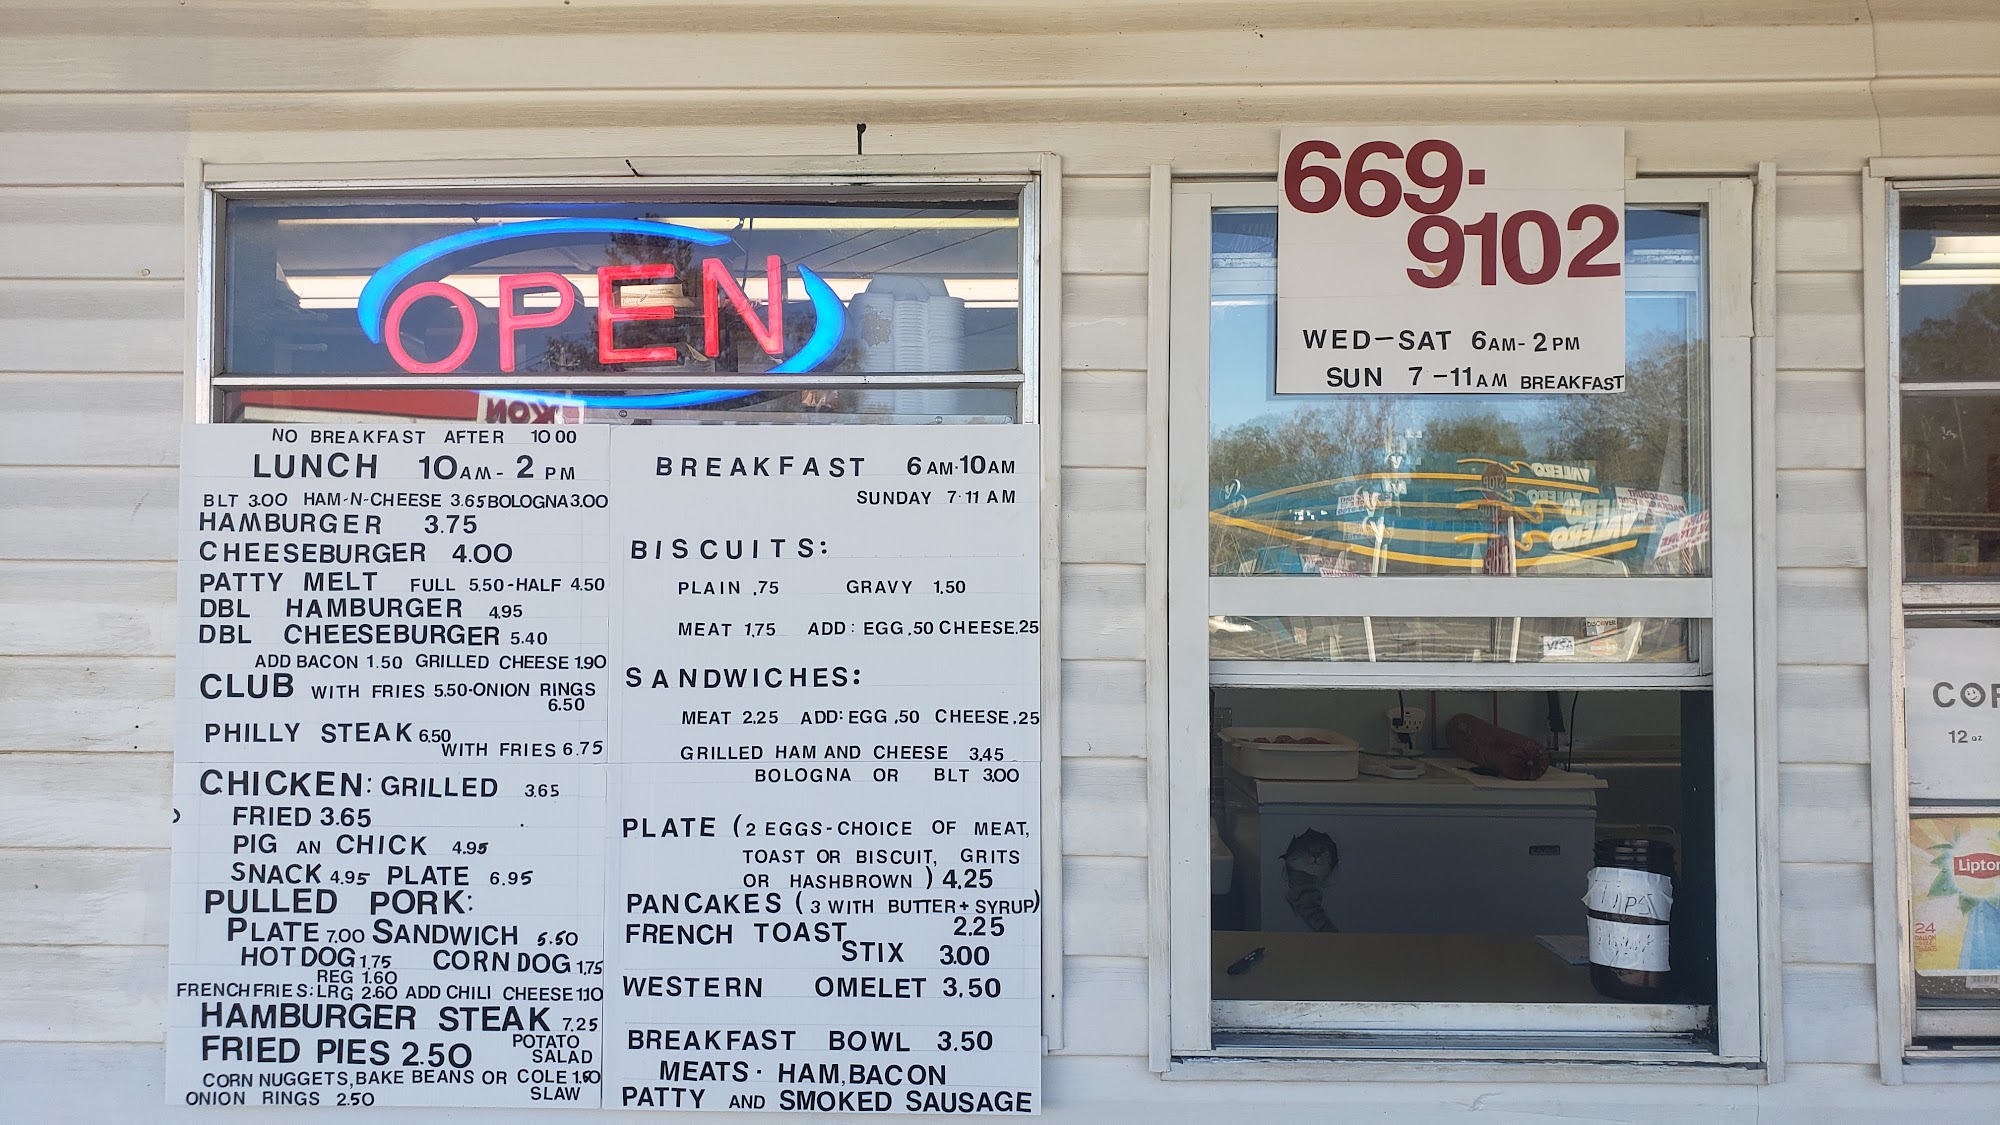 OPEN
NO BREAKFAST AFTER 10 00
LUNCH 10AM- 2 PM
BLT 3.00 HAM-N-CHEESE 3.65 BOLOGNA 3.00
HAMBURGER 3.75
CHEESEBURGER 4.00
PATTY MELT FULL 5.50-HALF 4.50
DBL HAMBURGER 4.95
DBL CHEESEBURGER 5.40
ADD BACON 1.50 GRILLED CHEESE 1.90
CLUB WITH FRIES 5.50-ONION RINGS
6.50
PHILLY STEAK 6.50
WITH FRIES 6.75
CHICKEN: GRILLED 3.65
FRIED 3.65
PIG AN CHICK 4.95
SNACK 4.95 PLATE 6.95
PULLED PORK:
PLATE 7.00 SANDWICH 5.50
HOT DOG 1.75 CORN DOG 1.75
REG 1.60
FRENCH FRIES: LRG 2.60 ADD CHILI CHEESE 1.10
HAMBURGER STEAK 7.25
FRIED PIES 2.50 POTATO
SALAD
CORN NUGGETS, BAKE BEANS OR COLE
SLAW
ONION RINGS 2.50
BREAKFAST 6 AM-10AM
SUNDAY 7-11 AM
BISCUITS:
PLAIN .75 GRAVY 1.50
MEAT 1.75 ADD: EGG .50 CHEESE .25
SANDWICHES:
MEAT 2.25 ADD: EGG .50 CHEESE .25
GRILLED HAM AND CHEESE 3.45
BOLOGNA OR BLT 3.00
PLATE (2 EGGS-CHOICE OF MEAT,
TOAST OR BISCUIT, GRITS
OR HASHBROWN ) 4.25
PANCAKES (3 WITH BUTTER + SYRUP)
2.25
FRENCH TOAST
STIX 3.00
WESTERN OMELET 3.50
BREAKFAST BOWL 3.50
MEATS· HAM, BACON
PATTY AND SMOKED SAUSAGE
669-
9102
WED-SAT 6AM-2PM
SUN 7-11AM BREAKFAST
VALERO
VALERO
VALERO
STOP
DISCOVER
VISA
TIPS
12 oz
Lipton
24